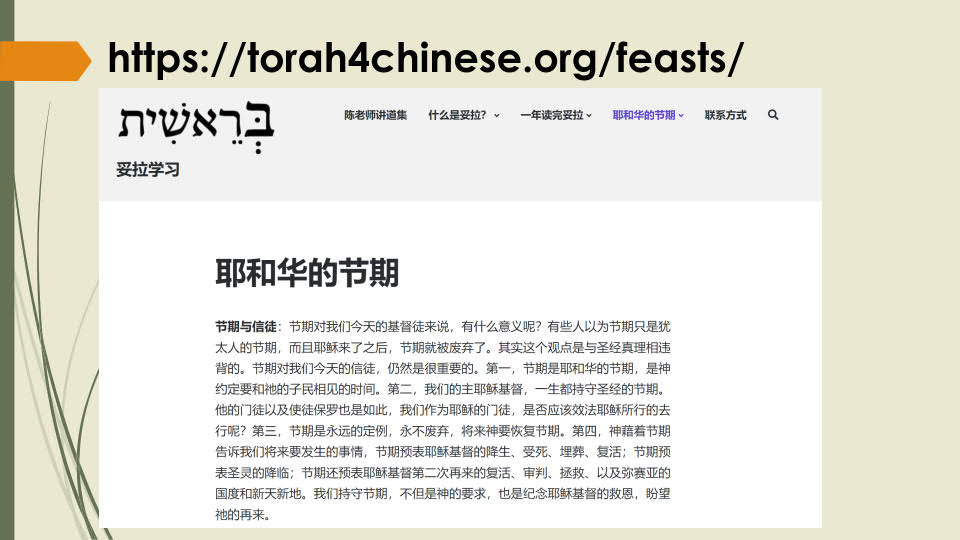 https://torah4chinese.org/feasts/
בְּרֵאשִׁית
陈老师讲道集 什么是妥拉? 一年读完妥拉 耶和华的节期 联系方式
妥拉学习
耶和华的节期
节期与信徒：节期对我们今天的基督徒来说，有什么意义呢？有些人以为节期只是犹
太人的节期，而且耶稣来了之后，节期就被废弃了。其实这个观点是与圣经真理相违
背的。节期对我们今天的信徒，仍然是很重要的。第一，节期是耶和华的节期，是神
约定要和祂的子民相见的时间。第二，我们的主耶稣基督，一生都持守圣经的节期。
他的门徒以及使徒保罗也是如此，我们作为耶稣的门徒，是否应该效法耶稣所行的去
行呢？第三，节期是永远的定例，永不废弃，将来神要恢复节期。第四，神藉着节期
告诉我们将来要发生的事情，节期预表耶稣基督的降生、受死、埋葬、复活；节期预
表圣灵的降临；节期还预表耶稣基督第二次再来的复活、审判、拯救、以及弥赛亚的
国度和新天新地。我们持守节期，不但是神的要求，也是纪念耶稣基督的救恩，盼望
祂的再来。